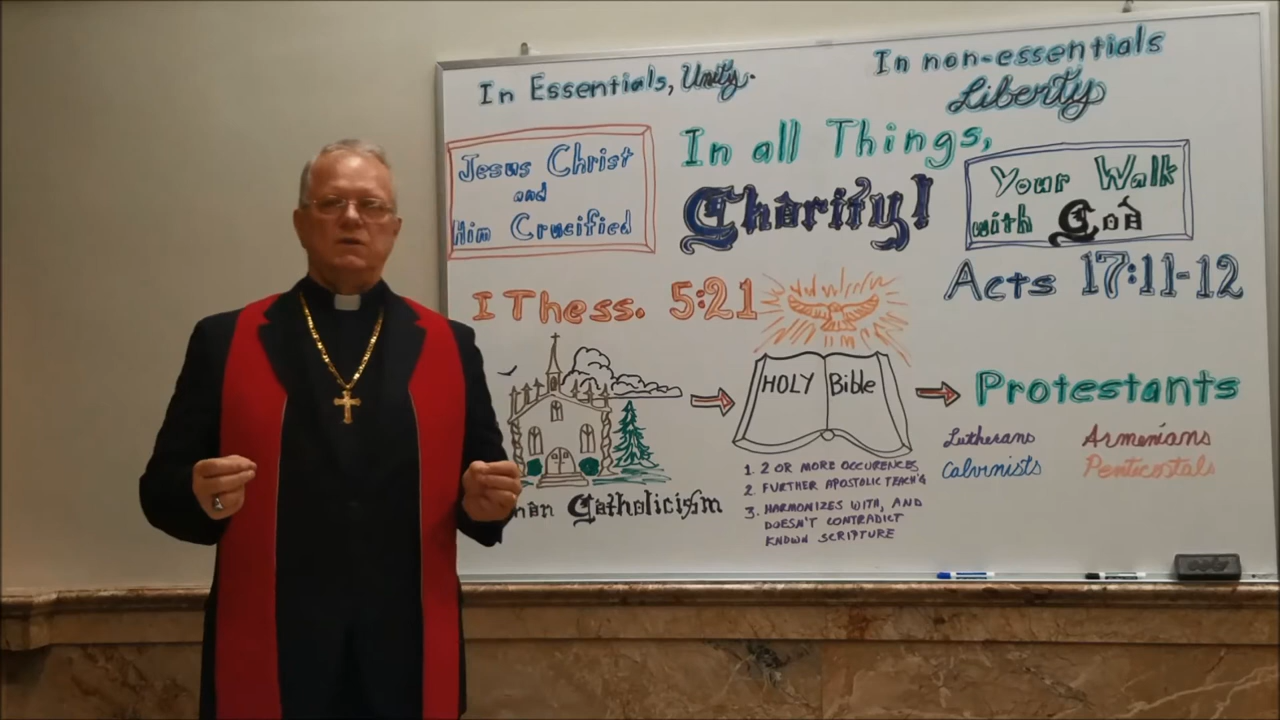 In Essentials, Unity.
In non-essentials
Liberty
In all Things,
Charity!
Jesus Christ
and
Him Crucified
Your Walk
with God
Acts 17:11-12
I Thess. 5:21
HOLY Bible
Protestants
Lutherans
Armenians
Calvinists
Penticostals
Catholicism
1. 2 OR MORE OCCURENCES
2. FURTHER APOSTOLIC TEACH'G
3. HARMONIZES WITH, AND
DOESN'T CONTRADICT
KNOWN SCRIPTURE